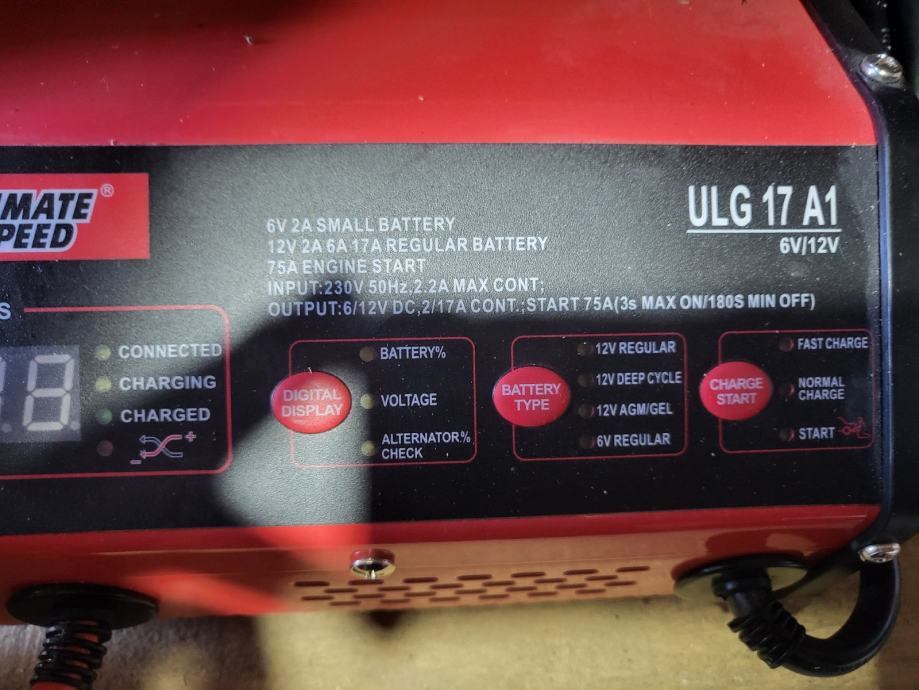 IMATE®
PEED
ULG 17 A1
6V/12V
6V 2A SMALL BATTERY
12V 2A 6A 17A REGULAR BATTERY
75A ENGINE START
INPUT:230V 50Hz,2.2A MAX CONT;
OUTPUT:6/12V DC,2/17A CONT.;START 75A(3s MAX ON/180S MIN OFF)
S
8
CONNECTED
CHARGING
CHARGED
- +
DIGITAL
DISPLAY
BATTERY%
VOLTAGE
ALTERNATOR%
CHECK
BATTERY
TYPE
12V REGULAR
12V DEEP CYCLE
12V AGM/GEL
6V REGULAR
CHARGE
START
FAST CHARGE
NORMAL
CHARGE
START